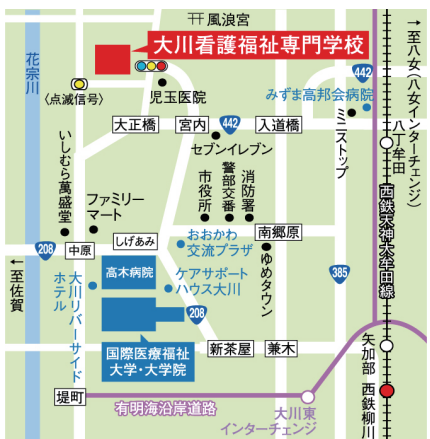 风浪宮
大川看護福祉専門学校
花宗川
〈点滅信号〉
児玉医院
442
みずま高邦会病院
→至八女(八女インターチェンジ)
大正橋
宮内
442
入道橋
ミニストップ
八丁牟田
セブンイレブン
いしむら萬盛堂
ファミリー
マート
市役所
警部交番
消防署
西鉄天神大牟田線
しげあみ
おおかわ
交流プラザ
南郷原
208
中原
←至佐賀
高木病院
ケアサポート
ハウス大川
ゆめタウン
385
大川リバーサイド
ホテル
208
国際医療福祉
大学・大学院
新茶屋
兼木
矢加部
西鉄柳川
堤町
有明海沿岸道路
大川東
インターチェンジ